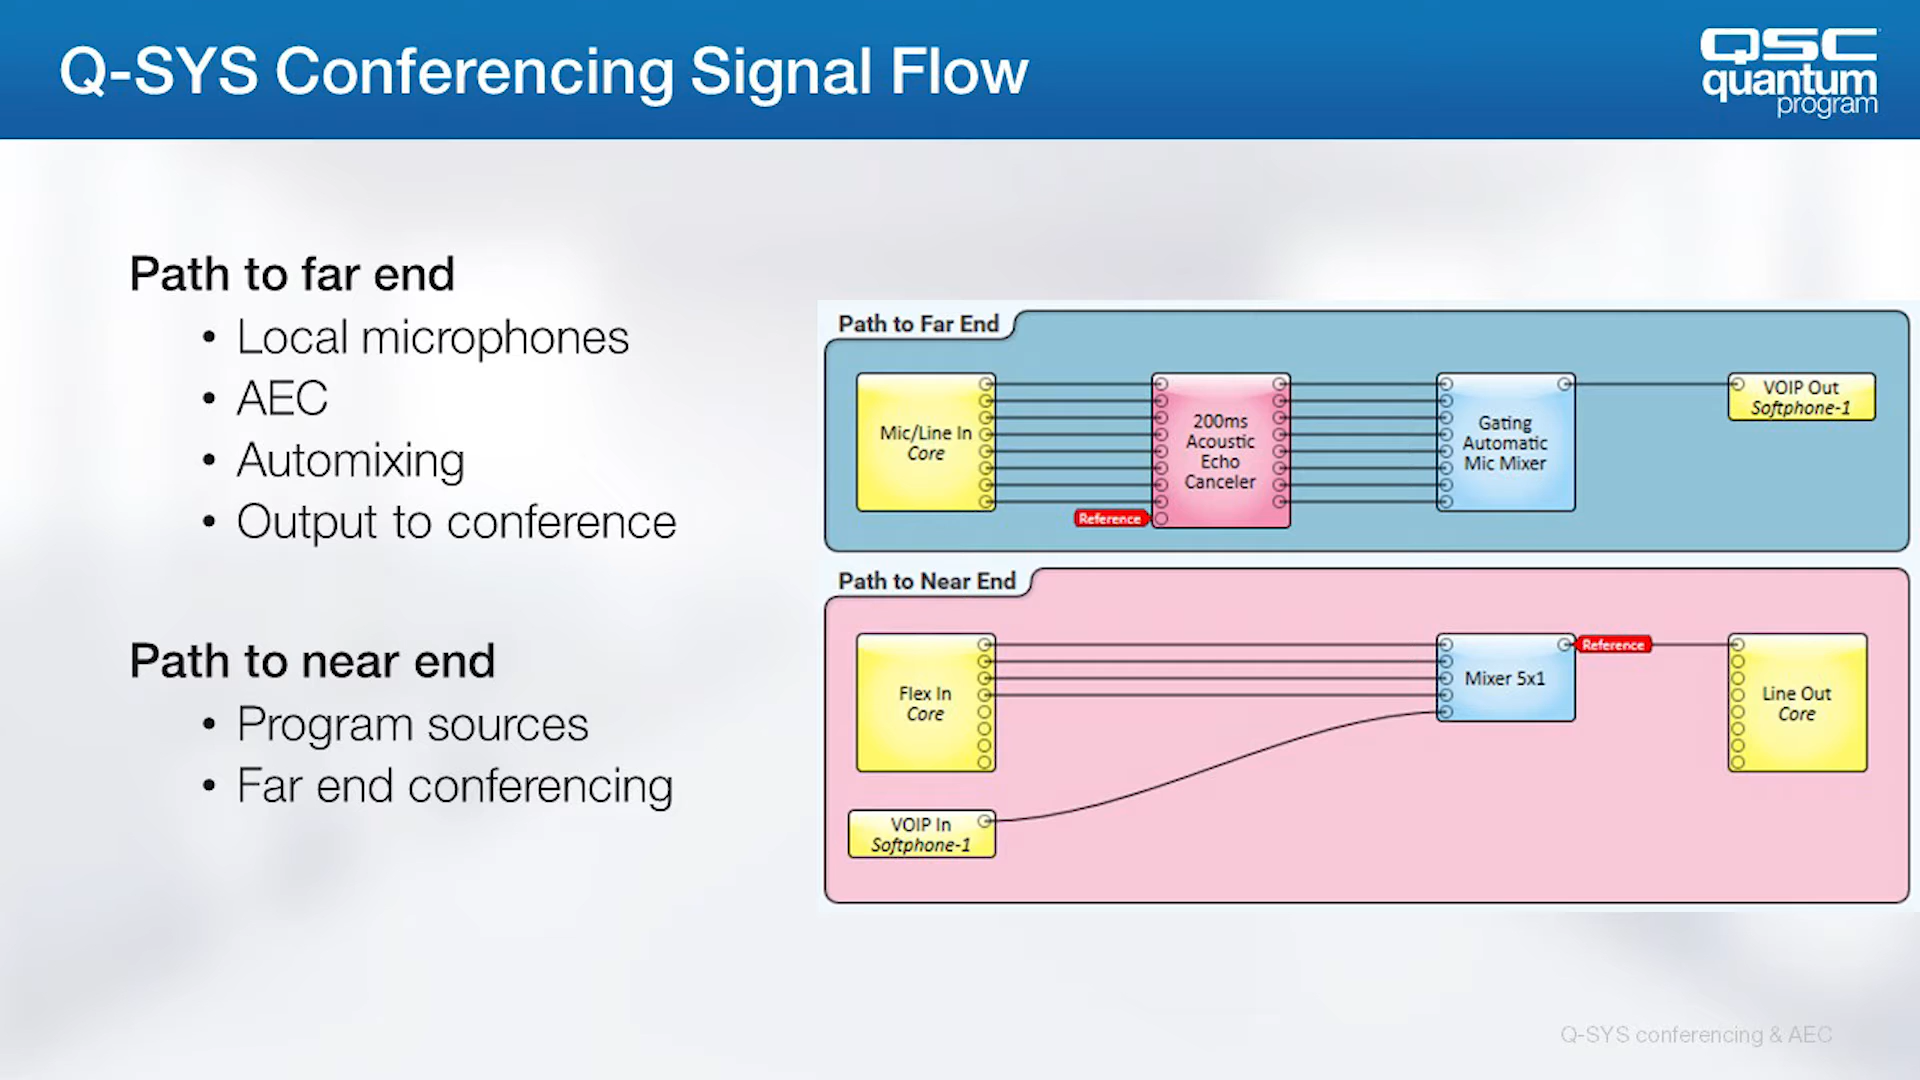 Q-SYS Conferencing Signal Flow
QSC
quantum
program
Path to far end
• Local microphones
• AEC
• Automixing
• Output to conference
Path to near end
• Program sources
• Far end conferencing
Path to Far End
Mic/Line In
Core
Reference
200ms
Acoustic
Echo
Canceler
Gating
Automatic
Mic Mixer
VOIP Out
Softphone-1
Path to Near End
Flex In
Core
VOIP In
Softphone-1
Mixer 5x1
Reference
Line Out
Core
Q-SYS conferencing & AEC